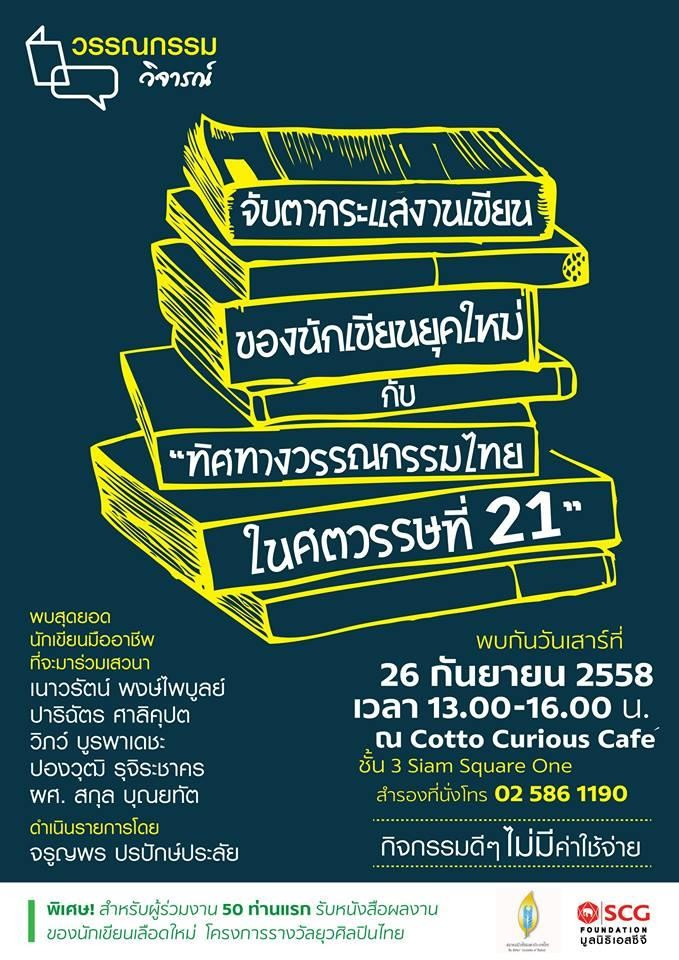 วรรณกรรม
วิจารณ์
จับตากระแสงานเขียน
ของนักเขียนยุคใหม่
กับ
“ทิศทางวรรณกรรมไทย
ในศตวรรษที่ 21”
พบสุดยอด
นักเขียนมืออาชีพ
ที่จะมาร่วมเสวนา
เนาวรัตน์ พงษ์ไพบูลย์
ปาริฉัตร ศาลิคุปต
วิภว์ บูรพาเดชะ
ปองวุฒิ รุจิระชาคร
ผศ. สกุล บุณยทัต
ดำเนินรายการโดย
จรูญพร ปรปักษ์ประลัย
พบกันวันเสาร์ที่
26 กันยายน 2558
เวลา 13.00-16.00 น.
ณ Cotto Curious Café
ชั้น 3 Siam Square One
สำรองที่นั่งโทร 02 586 1190
กิจกรรมดีๆ ไม่มีค่าใช้จ่าย
พิเศษ! สำหรับผู้ร่วมงาน 50 ท่านแรก รับหนังสือผลงาน
ของนักเขียนเลือดใหม่ โครงการรางวัลยุวศิลปินไทย
SCG
FOUNDATION
มูลนิธิเอสซีจี